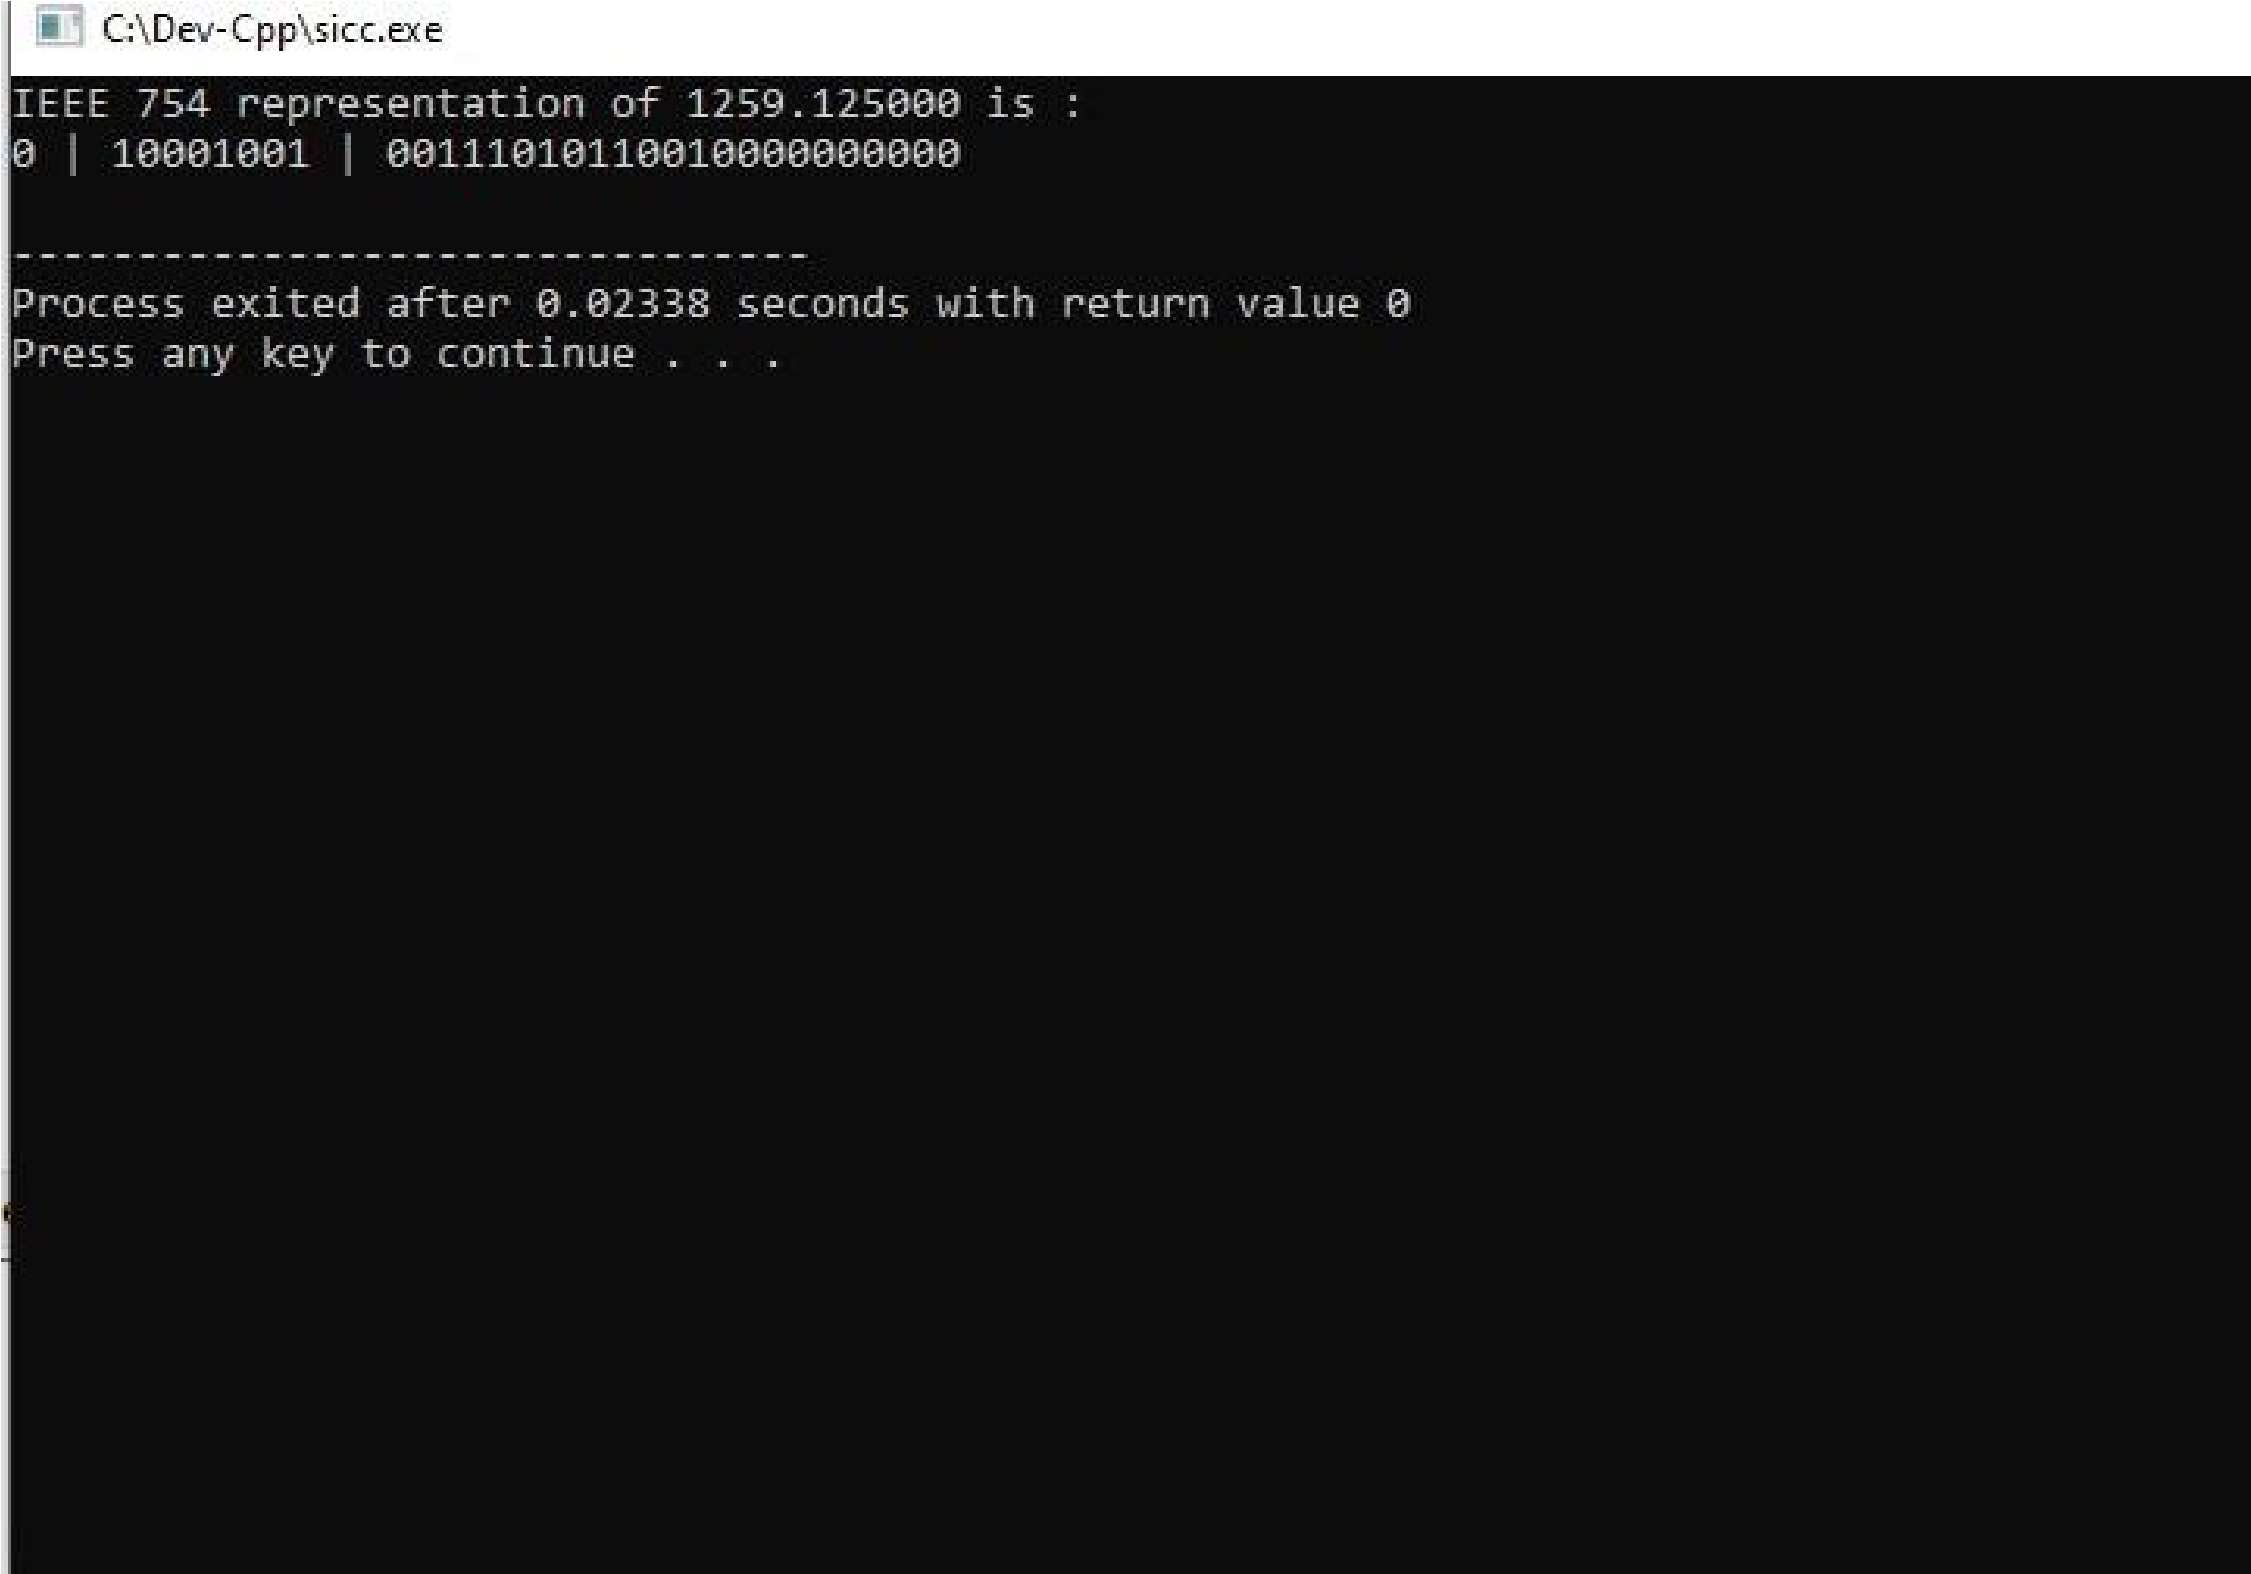 C:\Dev-Cpp\sicc.exe
IEEE 754 representation of 1259.125000 is :
0 | 10001001 | 00111010110010000000000
--------------------------------
Process exited after 0.02338 seconds with return value 0
Press any key to continue . . .